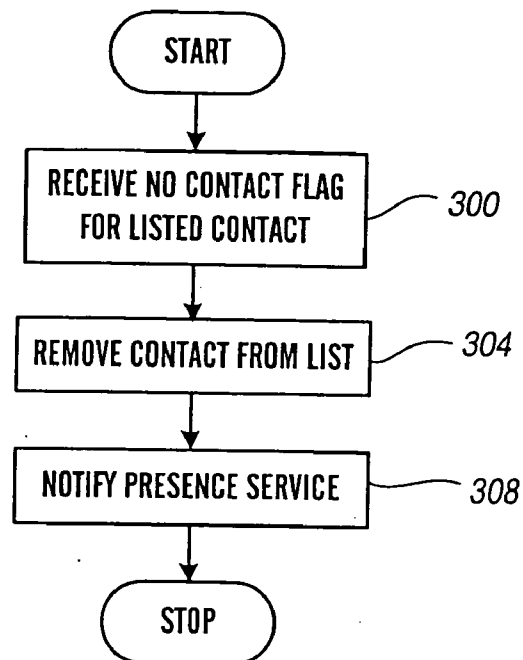 START
RECEIVE NO CONTACT FLAG
FOR LISTED CONTACT
300
REMOVE CONTACT FROM LIST
304
NOTIFY PRESENCE SERVICE
308
STOP